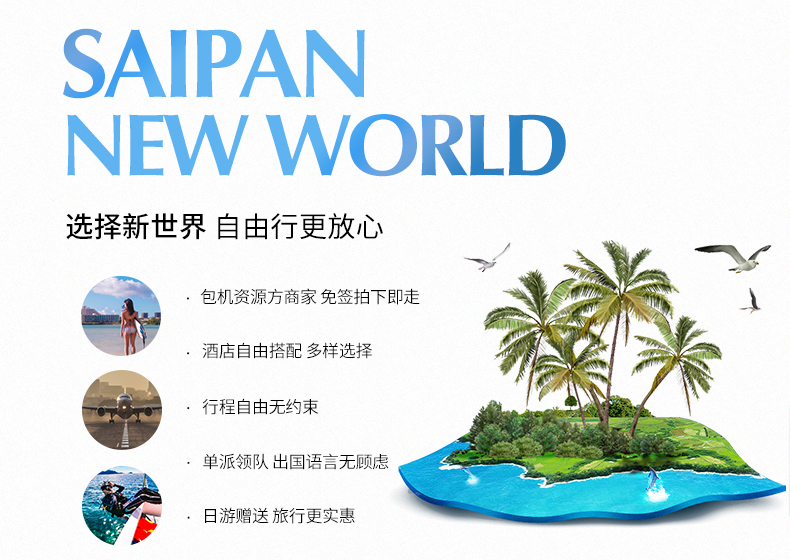 SAIPAN
NEW WORLD
选择新世界 自由行更放心
· 包机资源方商家 免签拍下即走
· 酒店自由搭配 多样选择
· 行程自由无约束
· 单派领队 出国语言无顾虑
· 日游赠送 旅行更实惠